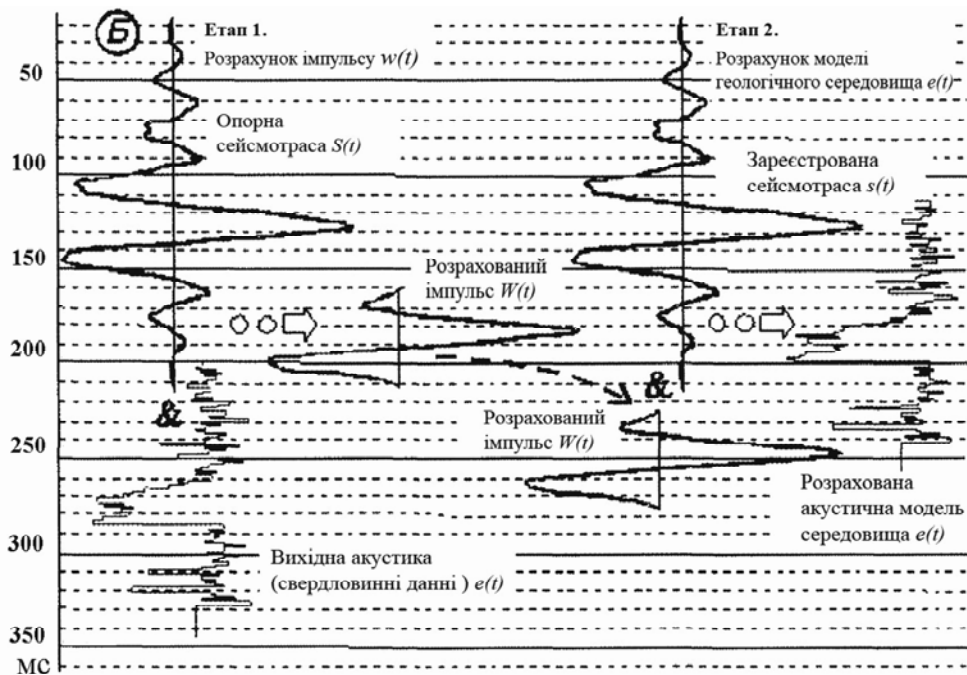 Б
Етап 1.
Розрахунок імпульсу w(t)
Етап 2.
Розрахунок моделі
геологічного середовища e(t)
50
Опорна
сейсмотраса S(t)
100
Зареєстрована
сейсмотраса s(t)
150
Розрахований
імпульс W(t)
200
&
&
Розрахований
імпульс W(t)
250
Розрахована
акустична модель
середовища e(t)
300
Вихідна акустика
(свердловинні данні ) e(t)
350
МС